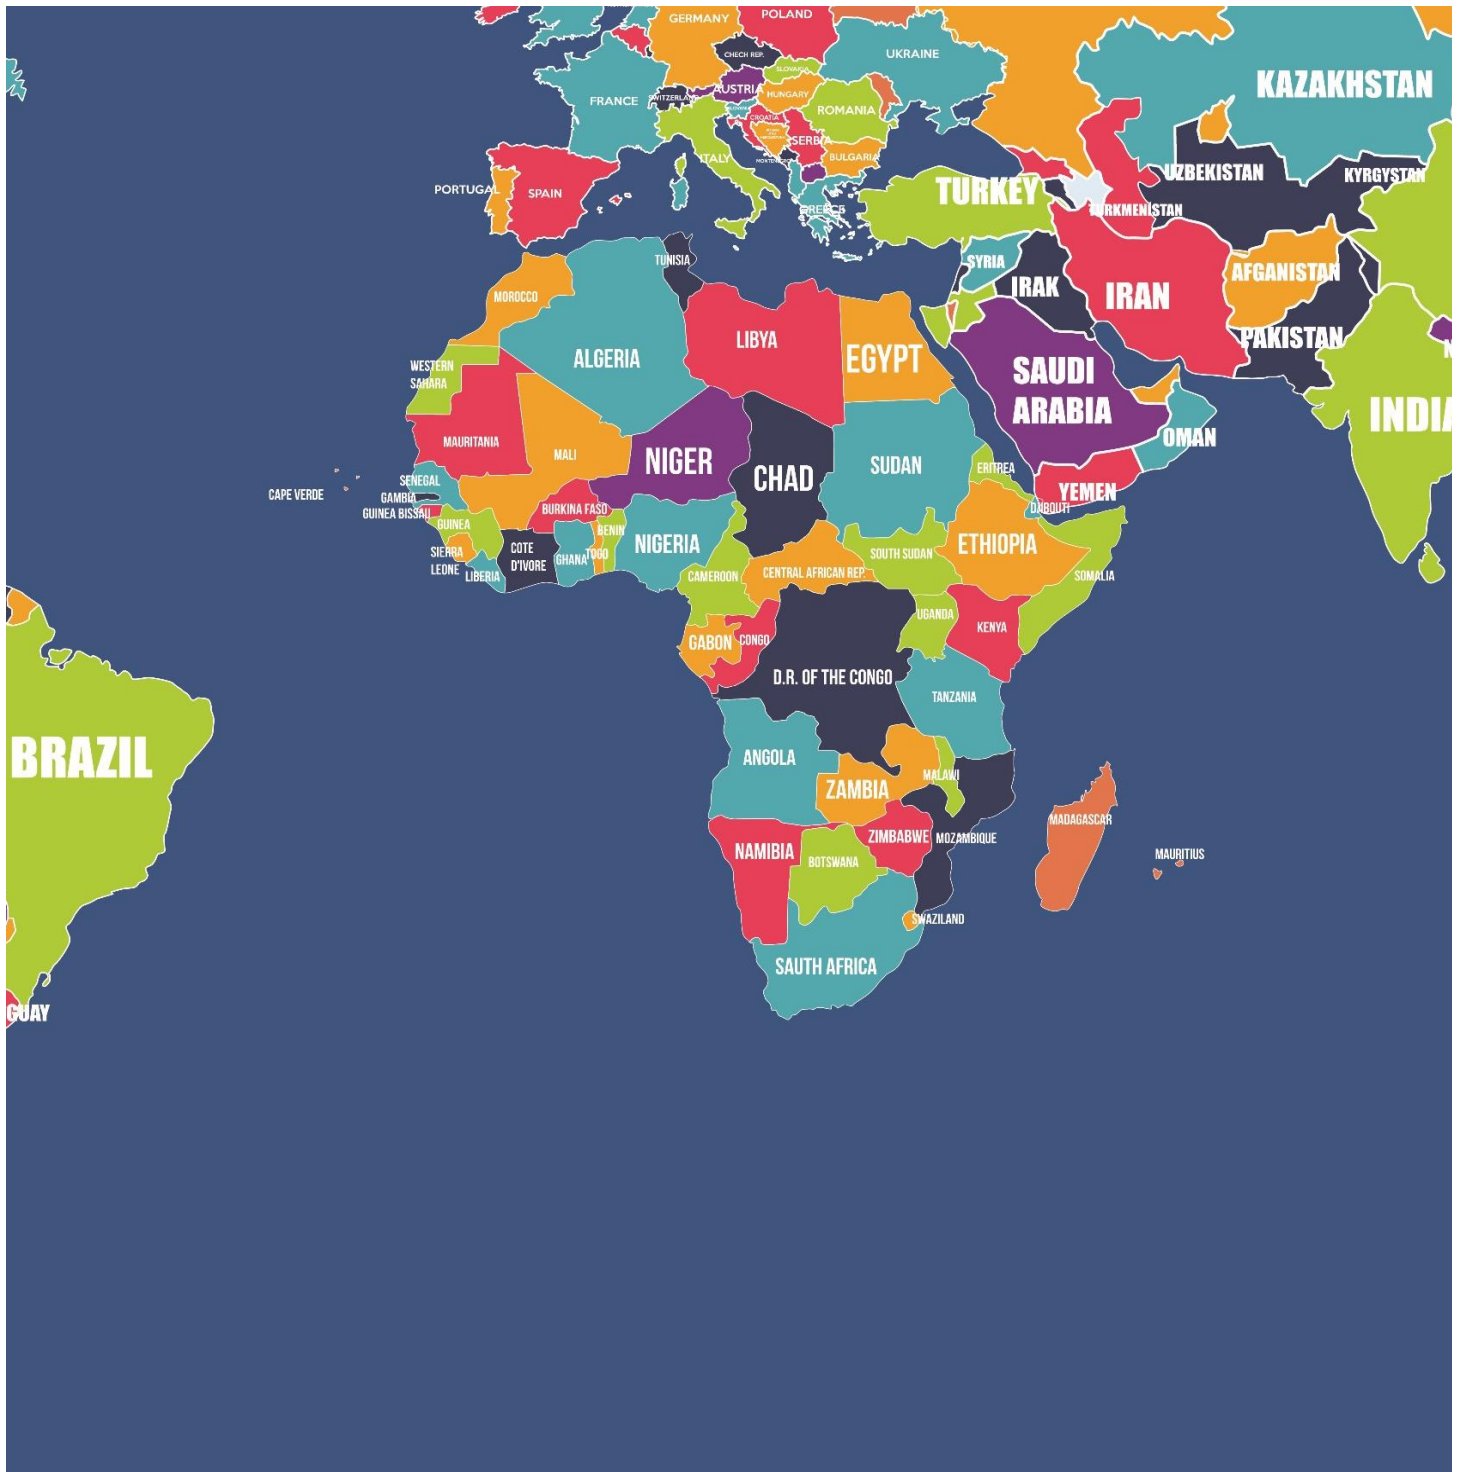 GERMANY
POLAND
CHECH REP.
UKRAINE
SLOVAKIA
KAZAKHSTAN
FRANCE
SWITZERLAND
AUSTRIA
HUNGARY
ROMANIA
CROATIA
SERBIA
ITALY
MONTENEGRO
BULGARIA
UZBEKISTAN
KYRGYSTAN
PORTUGAL
SPAIN
TURKEY
GREECE
TURKMENISTAN
TUNISIA
SYRIA
IRAK
IRAN
AFGANISTAN
MOROCCO
PAKISTAN
LIBYA
ALGERIA
EGYPT
WESTERN
SAHARA
SAUDI
ARABIA
N
INDIA
OMAN
MAURITANIA
MALI
NIGER
CHAD
SUDAN
ERITREA
YEMEN
SENEGAL
GAMBIA
CAPE VERDE
GUINEA BISSAU
BURKINA FASO
DJIBOUTI
GUINEA
BENIN
NIGERIA
ETHIOPIA
SIERRA
LEONE
COTE
D'IVORE
GHANA
TOGO
SOUTH SUDAN
LIBERIA
CAMEROON
CENTRAL AFRICAN REP.
SOMALIA
UGANDA
KENYA
GABON
CONGO
D.R. OF THE CONGO
TANZANIA
BRAZIL
ANGOLA
MALAWI
ZAMBIA
MADAGASCAR
ZIMBABWE
MOZAMBIQUE
NAMIBIA
BOTSWANA
MAURITIUS
SWAZILAND
SAUTH AFRICA
GUAY